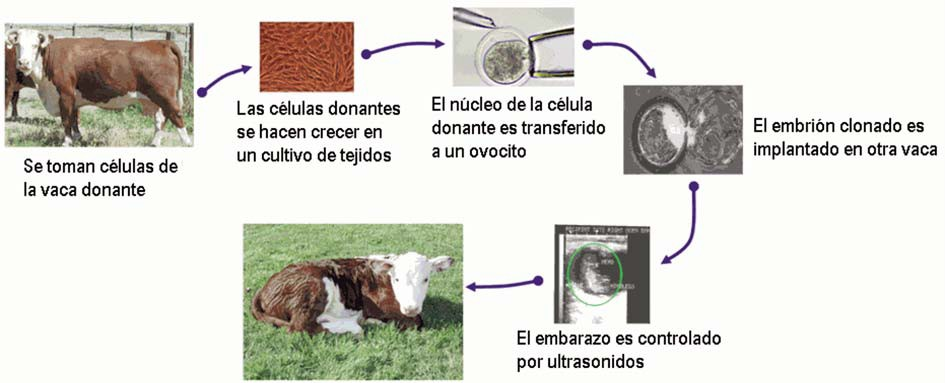 Se toman células de
la vaca donante
Las células donantes
se hacen crecer en
un cultivo de tejidos
El núcleo de la célula
donante es transferido
a un ovocito
El embrión clonado es
implantado en otra vaca
El embarazo es controlado
por ultrasonidos